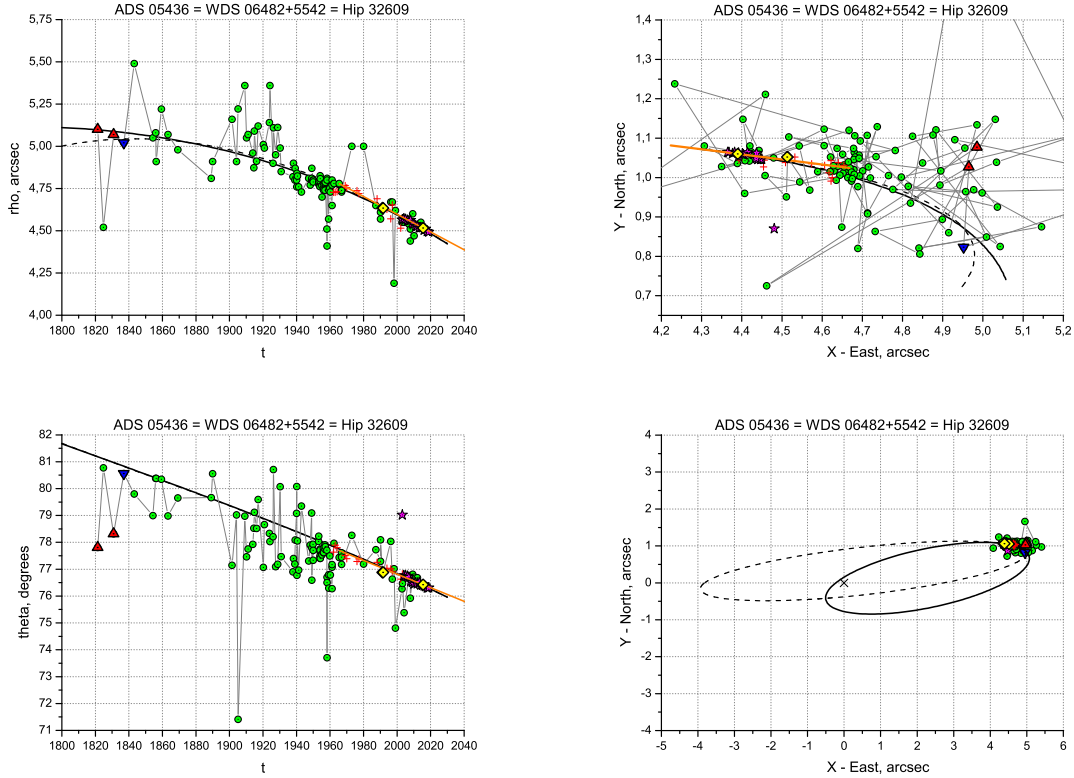 ADS 05436 = WDS 06482+5542 = Hip 32609
5,75
5,50
5,25
5,00
4,75
4,50
4,25
4,00
rho, arcsec
1800 1820 1840 1860 1880 1900 1920 1940 1960 1980 2000 2020 2040
t
ADS 05436 = WDS 06482+5542 = Hip 32609
1,4
1,3
1,2
1,1
1,0
0,9
0,8
0,7
Y - North, arcsec
4,2 4,3 4,4 4,5 4,6 4,7 4,8 4,9 5,0 5,1 5,2
X - East, arcsec
ADS 05436 = WDS 06482+5542 = Hip 32609
82
81
80
79
78
77
76
75
74
73
72
71
theta, degrees
1800 1820 1840 1860 1880 1900 1920 1940 1960 1980 2000 2020 2040
t
ADS 05436 = WDS 06482+5542 = Hip 32609
4
3
2
1
0
-1
-2
-3
-4
Y - North, arcsec
-5 -4 -3 -2 -1 0 1 2 3 4 5 6
X - East, arcsec